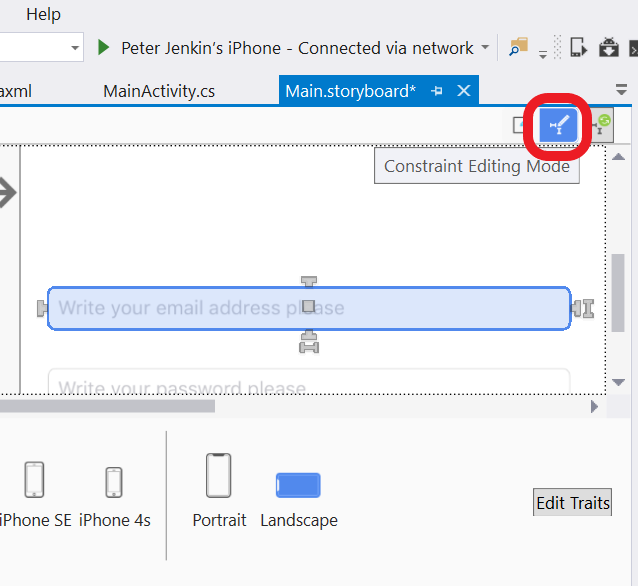 Help
Peter Jenkin's iPhone - Connected via network
axml
MainActivity.cs
Main.storyboard*
Constraint Editing Mode
Write your email address please
Write your password please
iPhone SE
iPhone 4s
Portrait
Landscape
Edit Traits